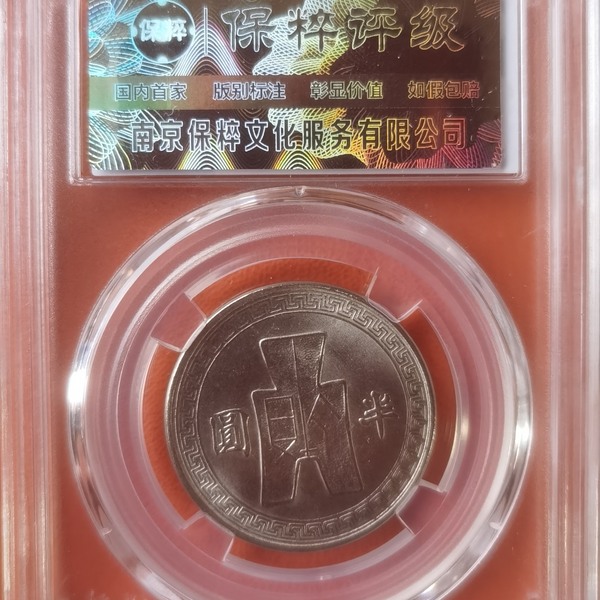 保粹 保粹评级
国内首家 版别标注 彰显价值 如假包赔
南京保粹文化服务有限公司
半圓